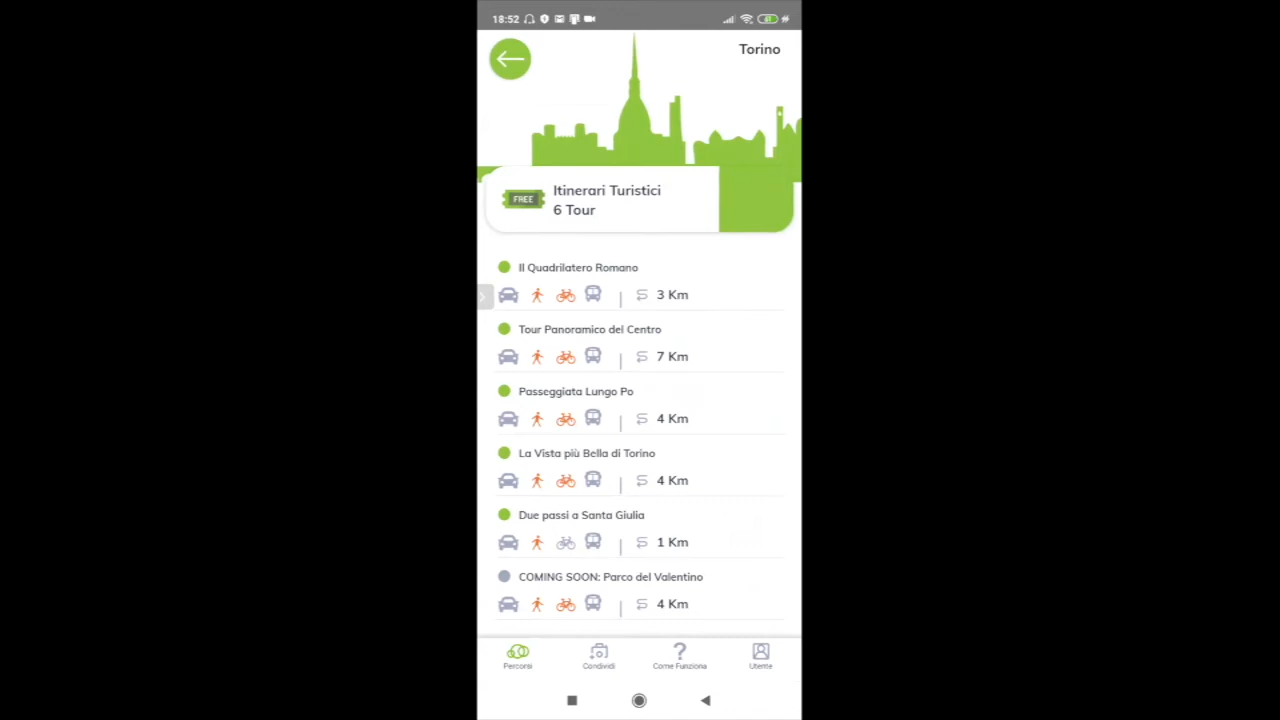 18:52
Torino
FREE
Itinerari Turistici
6 Tour
Il Quadrilatero Romano
3 Km
Tour Panoramico del Centro
7 Km
Passeggiata Lungo Po
4 Km
La Vista più Bella di Torino
4 Km
Due passi a Santa Giulia
1 Km
COMING SOON: Parco del Valentino
4 Km
Percorsi
Condividi
Come Funziona
Utente